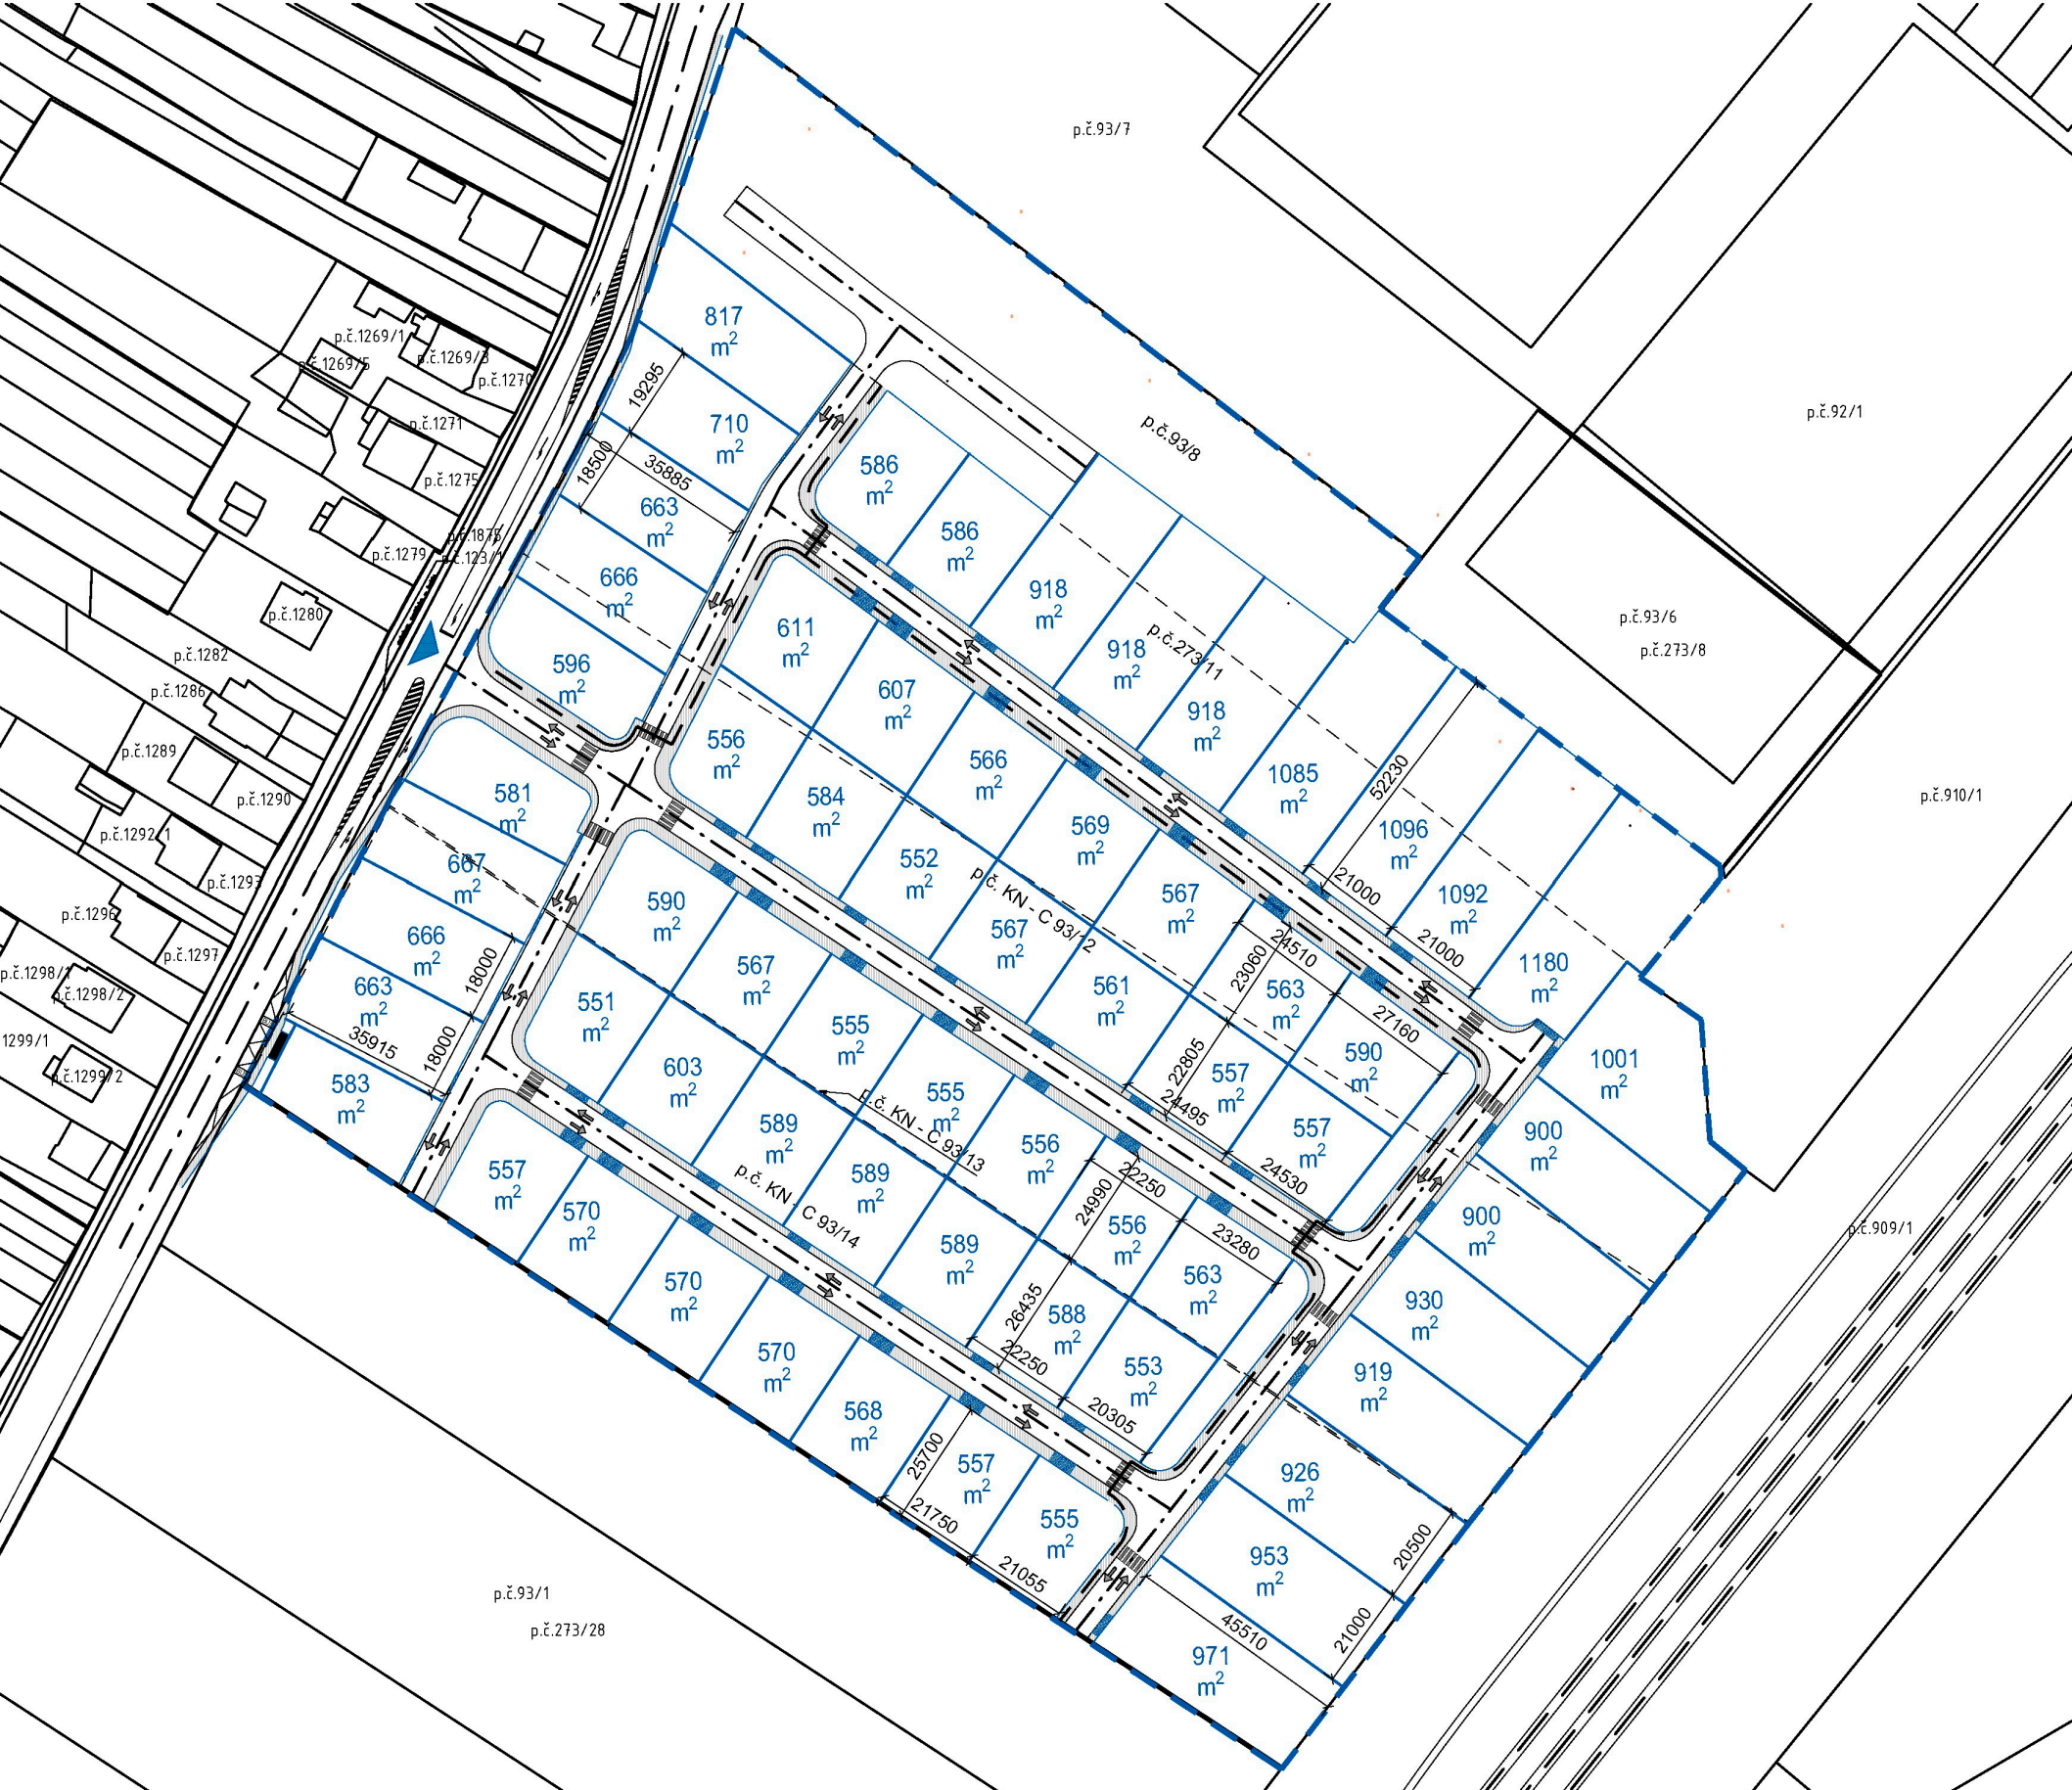 p.č.93/7
p.č.92/1
p.č.93/8
p.č.93/6
p.č.273/8
p.č.910/1
p.č.909/1
p.č.273/11
p.č.1269/1
p.č.1269/3
p.č.1270
p.č.1271
p.č.1275
p.č.1279
p.č.1280
p.č.1282
p.č.1286
p.č.1289
p.č.1290
p.č.1293
p.č.1296
p.č.1297
p.č.1298/2
1299/1
p.č.1299/2
817
m²
19295
710
m²
18500
35885
663
m²
666
m²
596
m²
581
m²
667
m²
666
m²
18000
663
m²
35915
18000
583
m²
586
m²
586
m²
918
m²
918
m²
918
m²
1085
m²
52230
1096
m²
21000
1092
m²
21000
1180
m²
1001
m²
611
m²
607
m²
566
m²
569
m²
567
m²
24510
23060
563
m²
27160
590
m²
556
m²
584
m²
552
m²
567
m²
561
m²
22805
557
m²
24495
557
m²
24530
590
m²
567
m²
555
m²
555
m²
556
m²
22250
24990
556
m²
23280
563
m²
551
m²
603
m²
589
m²
p.č. KN - C 93/13
589
m²
p.č. KN - C 93/14
589
m²
26435
588
m²
22250
553
m²
20305
557
m²
570
m²
570
m²
570
m²
568
m²
25700
557
m²
21750
555
m²
21055
900
m²
900
m²
930
m²
919
m²
926
m²
20500
953
m²
21000
45510
971
m²
p.č.93/1
p.č.273/28